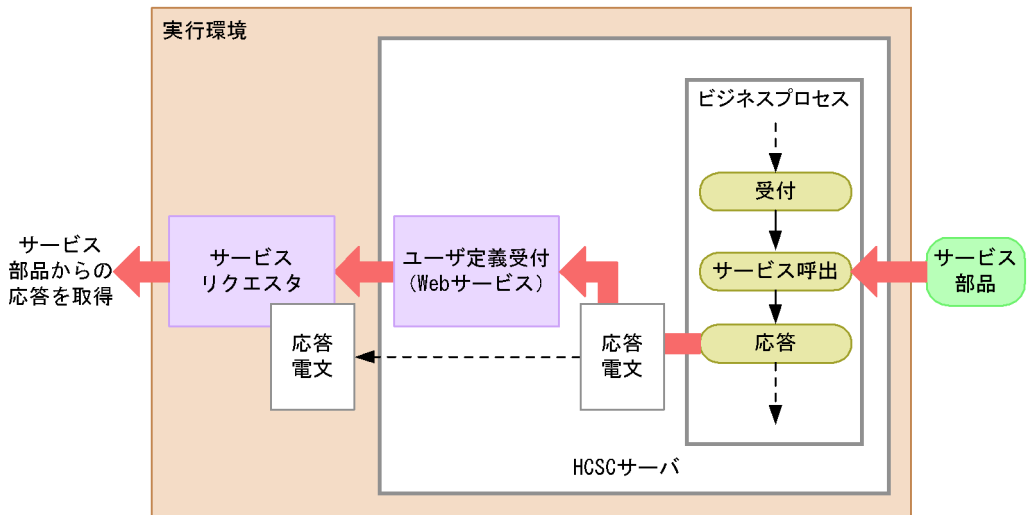 実行環境
ビジネスプロセス
受付
サービス
部品からの
応答を取得
サービス
リクエスタ
ユーザ定義受付
(Webサービス)
サービス呼出
サービス
部品
応答
電文
応答
電文
応答
HCSCサーバ